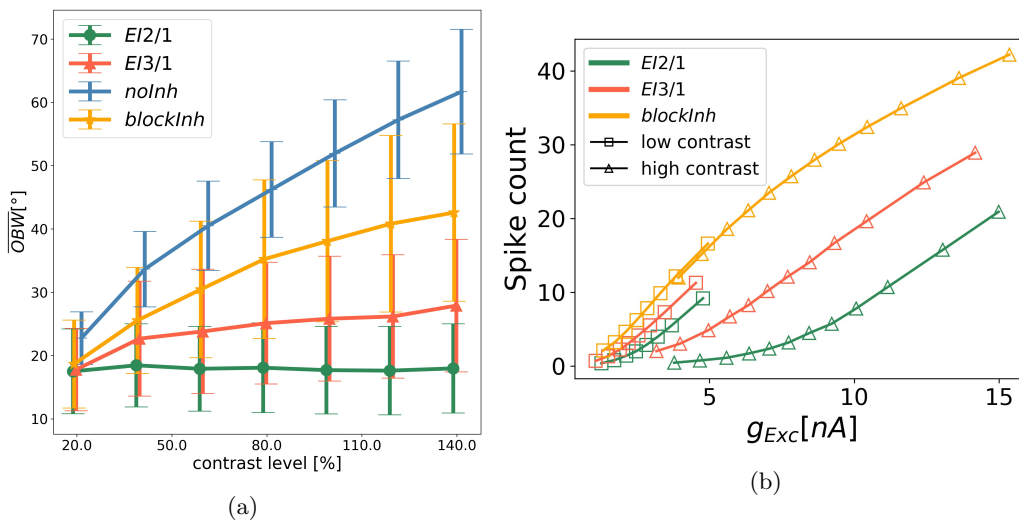 70
60
50
40
30
20
10
OBW[°]
EI2/1
EI3/1
noInh
blockInh
20.0 50.0 80.0 110.0 140.0
contrast level [%]
(a)
40
30
20
10
0
Spike count
EI2/1
EI3/1
blockInh
low contrast
high contrast
5 10 15
g_Exc[nA]
(b)